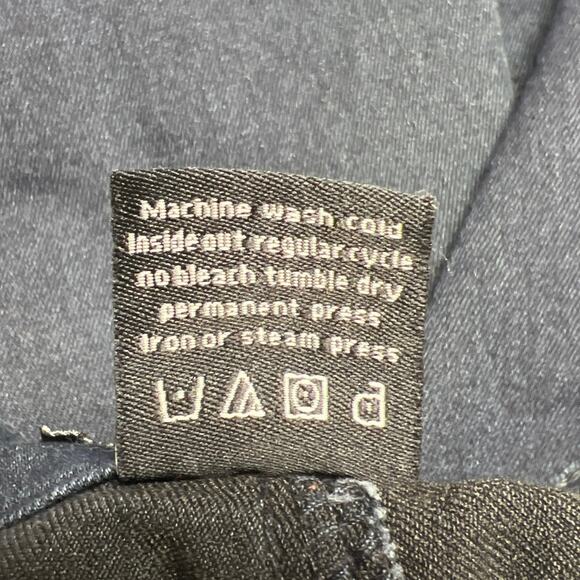 Machine wash cold
Inside out regular cycle
no bleach tumble dry
permanent press
Iron or steam press